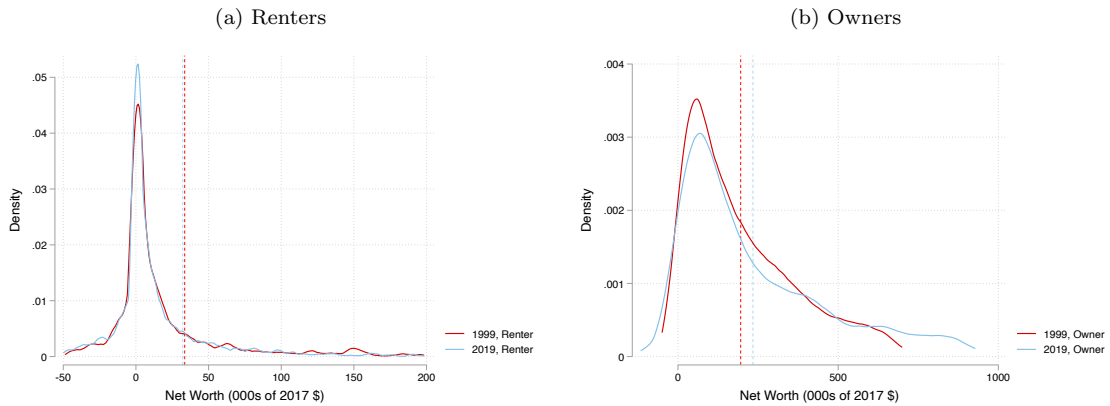 (a) Renters
Density
.05
.04
.03
.02
.01
0
-50 0 50 100 150 200
Net Worth (000s of 2017 $)
1999, Renter
2019, Renter
(b) Owners
Density
.004
.003
.002
.001
0
0 500 1000
Net Worth (000s of 2017 $)
1999, Owner
2019, Owner